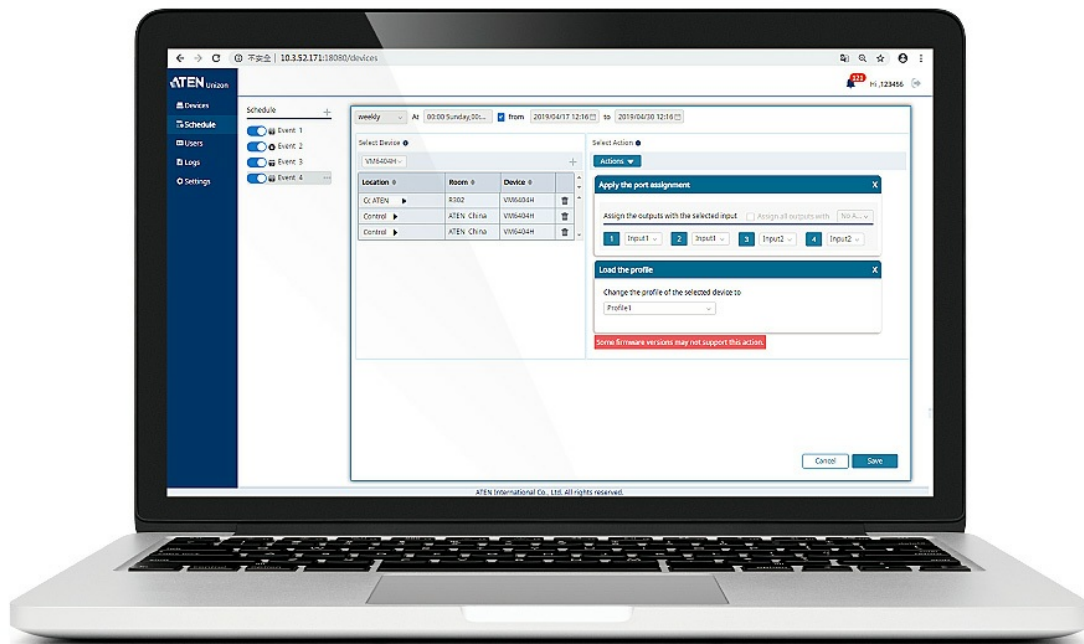 不安全 | 10.3.52.171:18080/devices
ATEN Unizon
121
Hi ,123456
Devices
Schedule
Users
Logs
Settings
Schedule
Event 1
Event 2
Event 3
Event 4
weekly At 00:00 Sunday,00:... from 2019/04/17 12:16 to 2019/04/30 12:16
Select Device
VM6404H
Location Room Device
Cc ATEN R302 VM6404H
Control ATEN China VM6404H
Control ATEN China VM6404H
Select Action
Actions
Apply the port assignment X
Assign the outputs with the selected input Assign all outputs with No A...
1 Input1 2 Input1 3 Input2 4 Input2
Load the profile X
Change the profile of the selected device to
Profile1
Some firmware versions may not support this action.
Cancel Save
ATEN International Co., Ltd. All rights reserved.